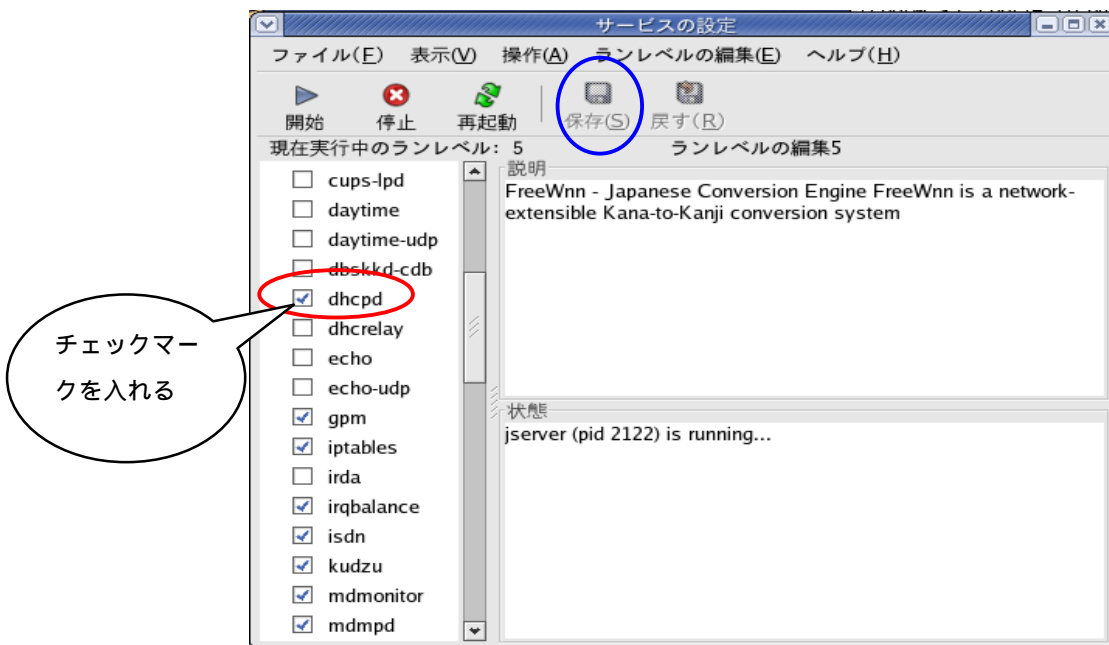 サービスの設定
ファイル(F) 表示(V) 操作(A) ランレベルの編集(E) ヘルプ(H)
開始 停止 再起動 保存(S) 戻す(R)
現在実行中のランレベル: 5 ランレベルの編集5
cups-lpd
daytime
daytime-udp
dbskkd-cdb
dhcpd
dhcrelay
echo
echo-udp
gpm
iptables
irda
irqbalance
isdn
kudzu
mdmonitor
mdmpd
説明
FreeWnn - Japanese Conversion Engine FreeWnn is a network-
extensible Kana-to-Kanji conversion system
状態
jserver (pid 2122) is running...
チェックマー
クを入れる